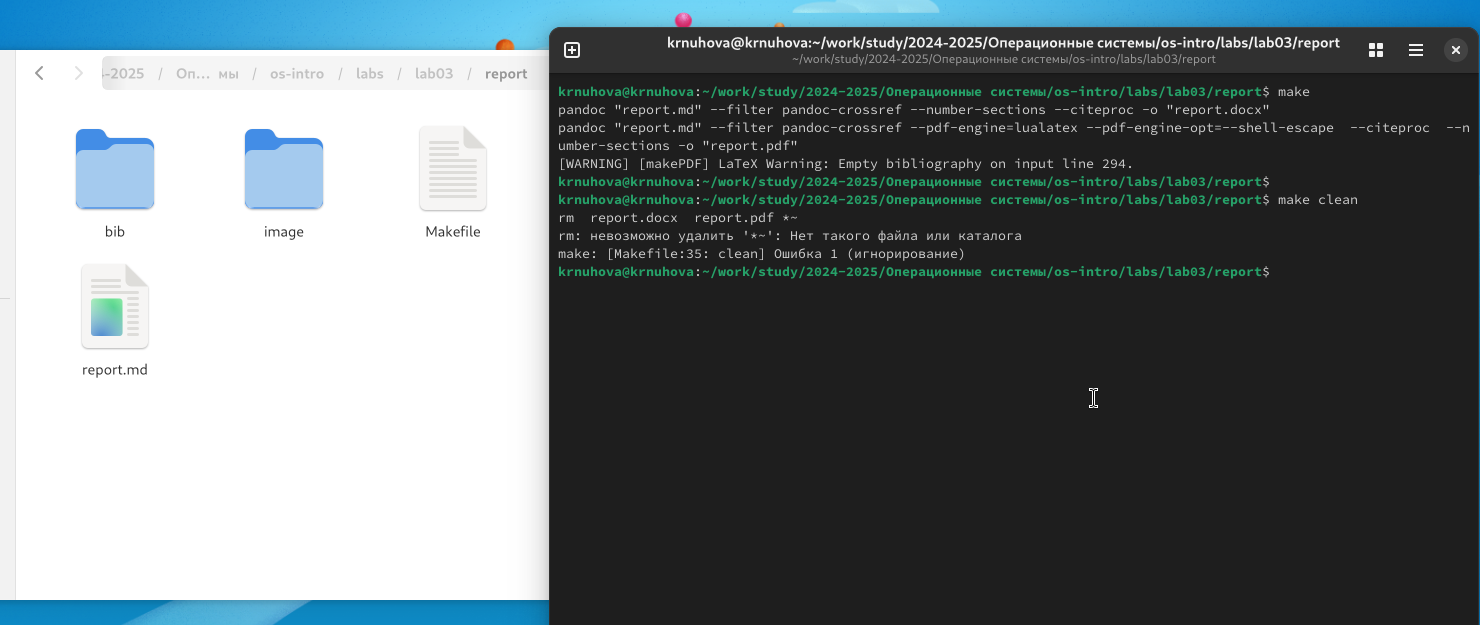 -2025 / Оп... мы / os-intro / labs / lab03 / report
bib
image
Makefile
report.md
krnuhova@krnuhova:~/work/study/2024-2025/Операционные системы/os-intro/labs/lab03/report
~/work/study/2024-2025/Операционные системы/os-intro/labs/lab03/report
krnuhova@krnuhova:~/work/study/2024-2025/Операционные системы/os-intro/labs/lab03/report$ make
pandoc "report.md" --filter pandoc-crossref --number-sections --citeproc -o "report.docx"
pandoc "report.md" --filter pandoc-crossref --pdf-engine=lualatex --pdf-engine-opt=--shell-escape  --citeproc  --n
umber-sections -o "report.pdf"
[WARNING] [makePDF] LaTeX Warning: Empty bibliography on input line 294.
krnuhova@krnuhova:~/work/study/2024-2025/Операционные системы/os-intro/labs/lab03/report$
krnuhova@krnuhova:~/work/study/2024-2025/Операционные системы/os-intro/labs/lab03/report$ make clean
rm  report.docx  report.pdf *~
rm: невозможно удалить '*~': Нет такого файла или каталога
make: [Makefile:35: clean] Ошибка 1 (игнорирование)
krnuhova@krnuhova:~/work/study/2024-2025/Операционные системы/os-intro/labs/lab03/report$